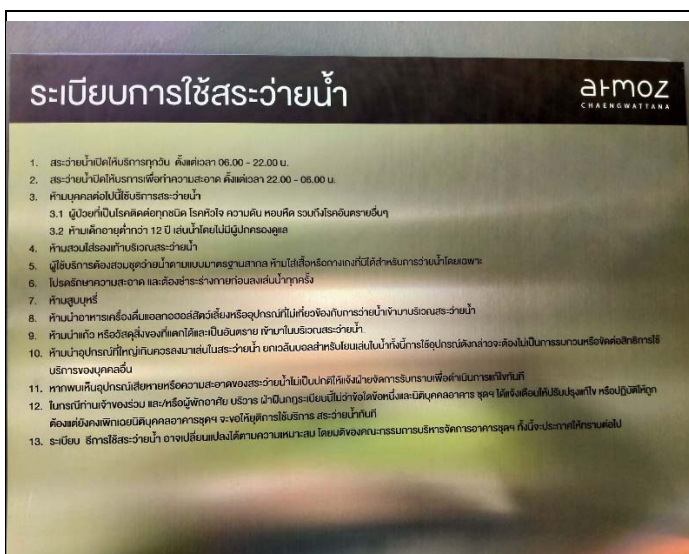 ระเบียบการใช้สระว่ายน้ำ
atmoz
CHAENGWATTANA
1. สระว่ายน้ำเปิดให้บริการทุกวัน ตั้งแต่เวลา 06.00 - 22.00 น.
2. สระว่ายน้ำปิดให้บรการเพื่อทำความสะอาด ตั้งแต่เวลา 22.00 - 06.00 น.
3. ห้ามบุคคลต่อไปนี้ใช้บริการสระว่ายน้ำ
3.1 ผู้ป่วยที่เป็นโรคติดต่อทุกชนิด โรคหัวใจ ความดัน หอบหืด รวมถึงโรคอันตรายอื่นๆ
3.2 ห้ามเด็กอายุต่ำกว่า 12 ปี เล่นน้ำโดยไม่มีผู้ปกครองดูแล
4. ห้ามสวมใส่รองเท้าบริเวณสระว่ายน้ำ
5. ผู้ใช้บริการต้องสวมชุดว่ายน้ำตามแบบมาตรฐานสากล ห้ามใส่เสื้อหรือกางเกงที่มิได้สำหรับการว่ายน้ำโดยเฉพาะ
6. โปรดรักษาความสะอาด และต้องชำระร่างกายก่อนลงเล่นน้ำทุกครั้ง
7. ห้ามสูบบุหรี่
8. ห้ามนำอาหารเครื่องดื่มแอลกอฮอล์สัตว์เลี้ยงหรืออุปกรณ์ที่ไม่เกี่ยวข้องกับการว่ายน้ำเข้ามาบริเวณสระว่ายน้ำ
9. ห้ามนำแก้ว หรือวัสดุสิ่งของที่แตกได้และเป็นอันตราย เข้ามาในบริเวณสระว่ายน้ำ
10. ห้ามนำอุปกรณ์ที่ใหญ่เกินควรลงมาเล่นในสระว่ายน้ำ ยกเว้นบอลสำหรับโยนเล่นในน้ำทั้งนี้การใช้อุปกรณ์ดังกล่าวจะต้องไม่เป็นการรบกวนหรือขัดต่อสิทธิการใช้
บริการของบุคคลอื่น
11. หากพบเห็นอุปกรณ์เสียหายหรือความสะอาดของสระว่ายน้ำไม่เป็นปกติให้แจ้งฝ่ายจัดการรับทราบเพื่อดำเนินการแก้ไขทันที
12. ในกรณีท่านเจ้าของร่วม และ/หรือผู้พักอาศัย บริวาร ฝ่าฝืนกฎระเบียบนี้ไม่ว่าข้อใดข้อหนึ่งและนิติบุคคลอาคาร ชุดฯ ได้แจ้งเตือนให้ปรับปรุงแก้ไข หรือปฏิบัติให้ถูก
ต้องแต่ยังคงเพิกเฉยนิติบุคคลอาคารชุดฯ จะขอให้ยุติการใช้บริการ สระว่ายน้ำทันที
13. ระเบียบ ธีการใช้สระว่ายน้ำ อาจเปลี่ยนแปลงได้ตามความเหมาะสม โดยมติของคณะกรรมการบริหารจัดการอาคารชุดฯ ทั้งนี้จะประกาศให้ทราบต่อไป